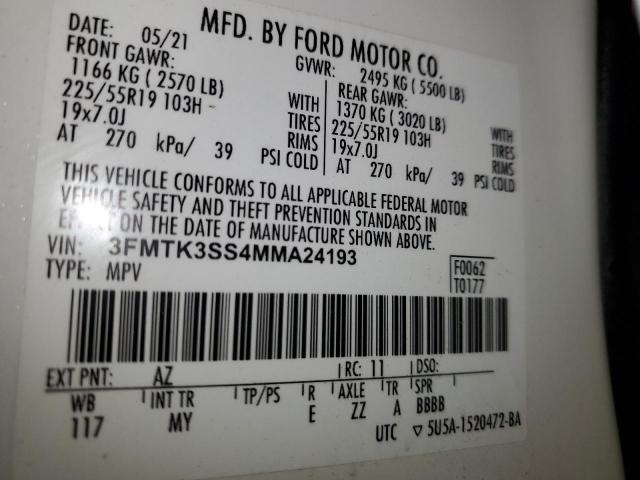 MFD. BY FORD MOTOR CO.
DATE: 05/21 GVWR: 2495 KG ( 5500 LB)
FRONT GAWR: REAR GAWR:
1166 KG ( 2570 LB) WITH 1370 KG ( 3020 LB) WITH
225/55R19 103H TIRES 225/55R19 103H TIRES
19x7.0J RIMS 19x7.0J RIMS
AT 270 kPa/ 39 PSI COLD AT 270 kPa/ 39 PSI COLD
THIS VEHICLE CONFORMS TO ALL APPLICABLE FEDERAL MOTOR
VEHICLE SAFETY AND THEFT PREVENTION STANDARDS IN
EFFECT ON THE DATE OF MANUFACTURE SHOWN ABOVE.
VIN: 3FMTK3SS4MMA24193
TYPE: MPV
F0062
T0177
EXT PNT: AZ RC: 11 DSO:
WB INT TR TP/PS R AXLE TR SPR
117 MY E ZZ A BBBB
UTC ▽ 5U5A-1520472-BA